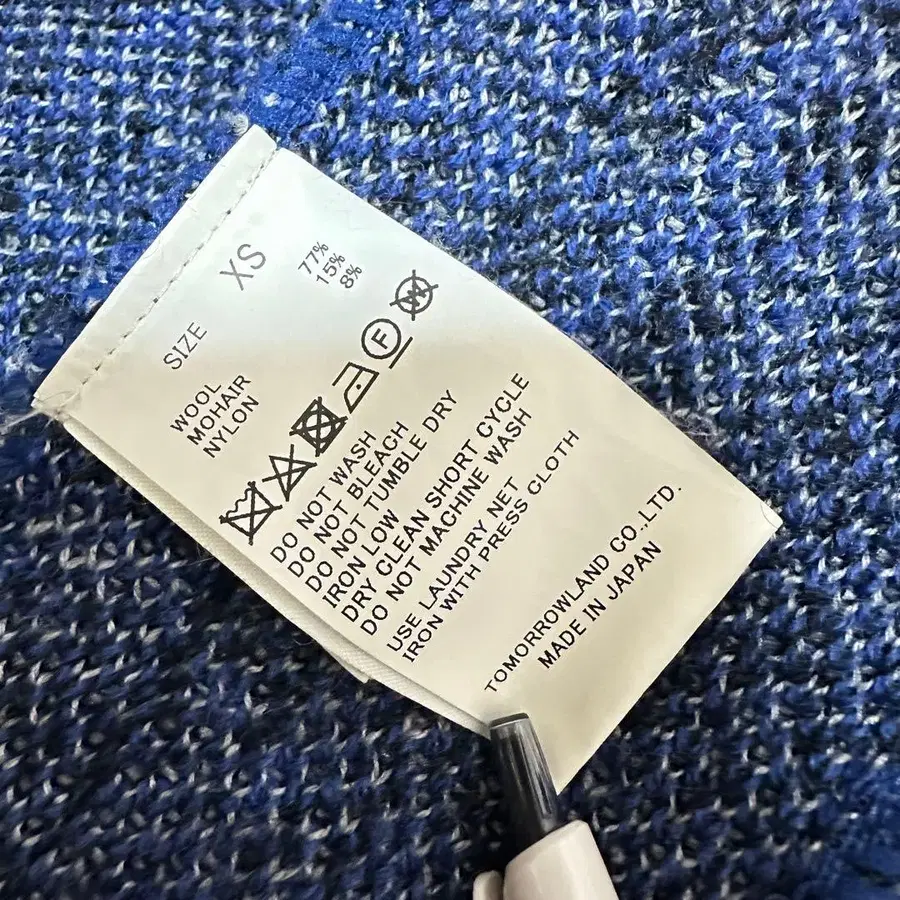 SIZE XS
WOOL 77%
MOHAIR 15%
NYLON 8%
F W
DO NOT WASH
DO NOT BLEACH
DO NOT TUMBLE DRY
IRON LOW
DRY CLEAN SHORT CYCLE
DO NOT MACHINE WASH
USE LAUNDRY NET
IRON WITH PRESS CLOTH
TOMORROWLAND CO.,LTD.
MADE IN JAPAN